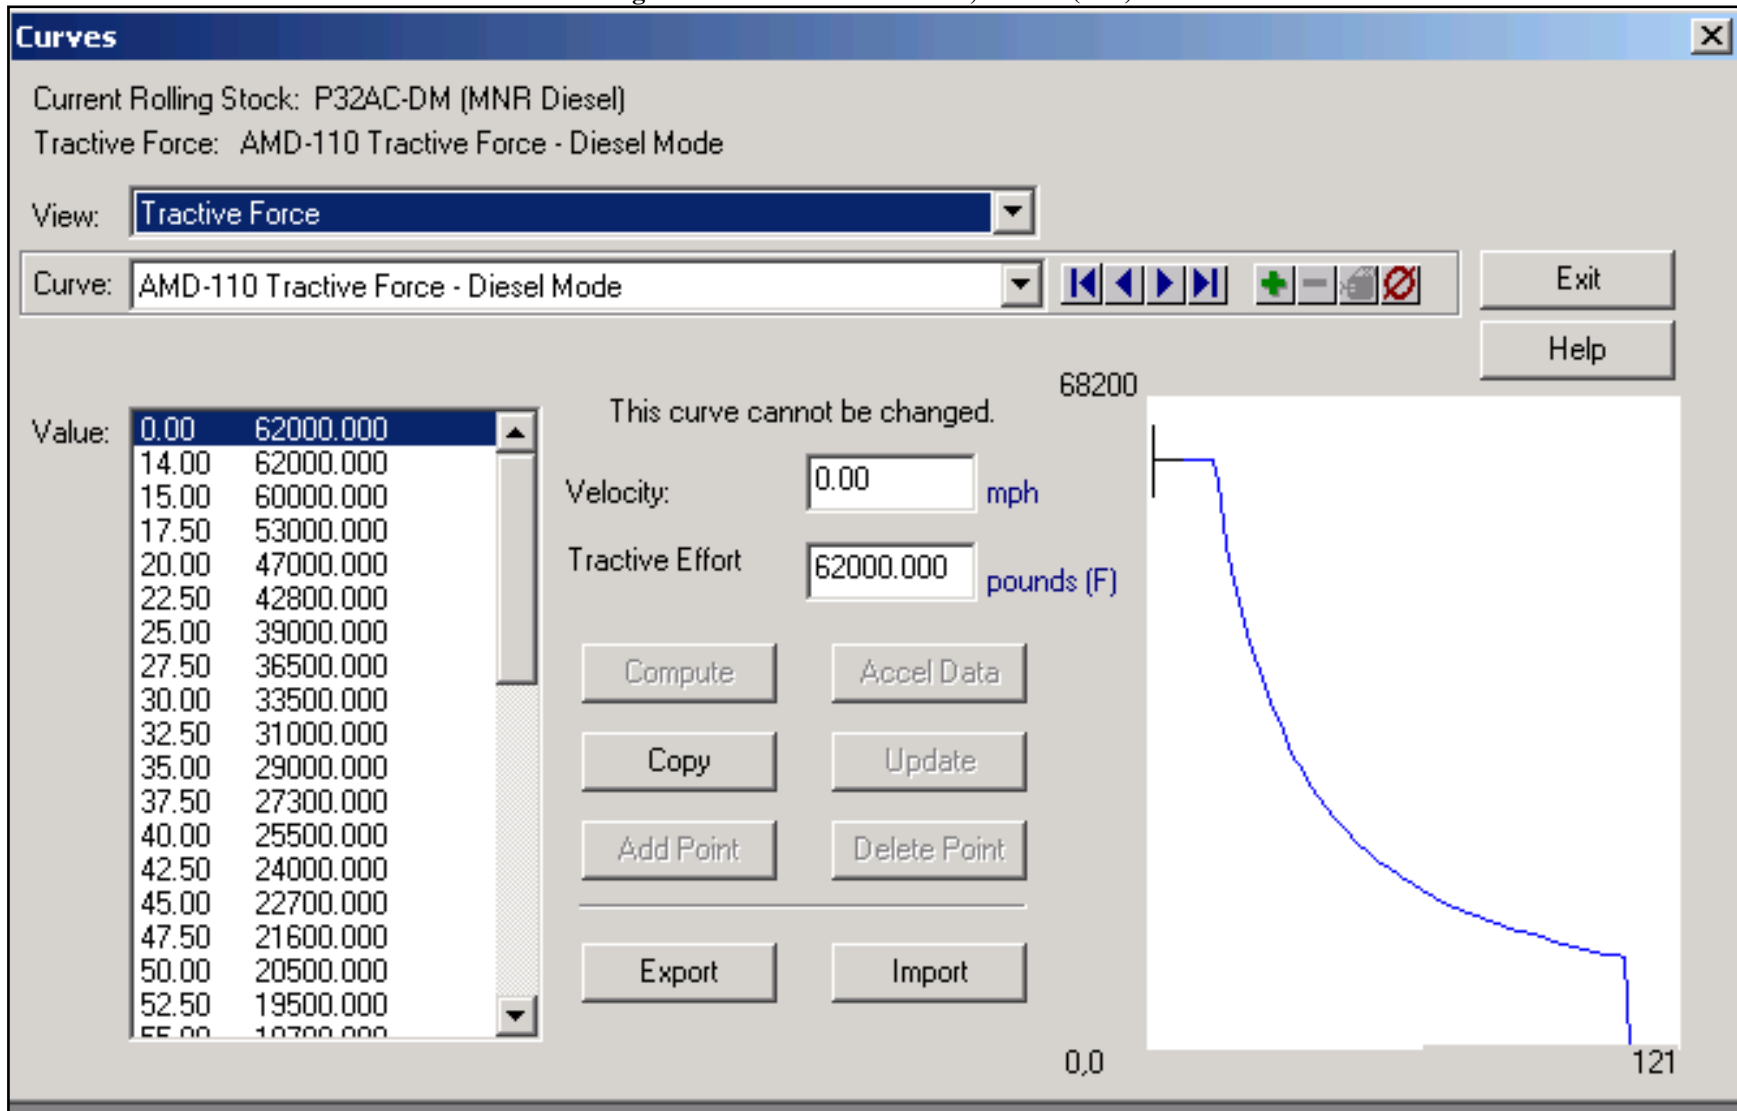 Curves
Current Rolling Stock: P32AC-DM (MNR Diesel)
Tractive Force: AMD-110 Tractive Force - Diesel Mode
View: Tractive Force
Curve: AMD-110 Tractive Force - Diesel Mode
Exit
Help
Value:
0.00 62000.000
14.00 62000.000
15.00 60000.000
17.50 53000.000
20.00 47000.000
22.50 42800.000
25.00 39000.000
27.50 36500.000
30.00 33500.000
32.50 31000.000
35.00 29000.000
37.50 27300.000
40.00 25500.000
42.50 24000.000
45.00 22700.000
47.50 21600.000
50.00 20500.000
52.50 19500.000
This curve cannot be changed.
Velocity: 0.00 mph
Tractive Effort 62000.000 pounds (F)
Compute Accel Data
Copy Update
Add Point Delete Point
Export Import
68200
0,0 121